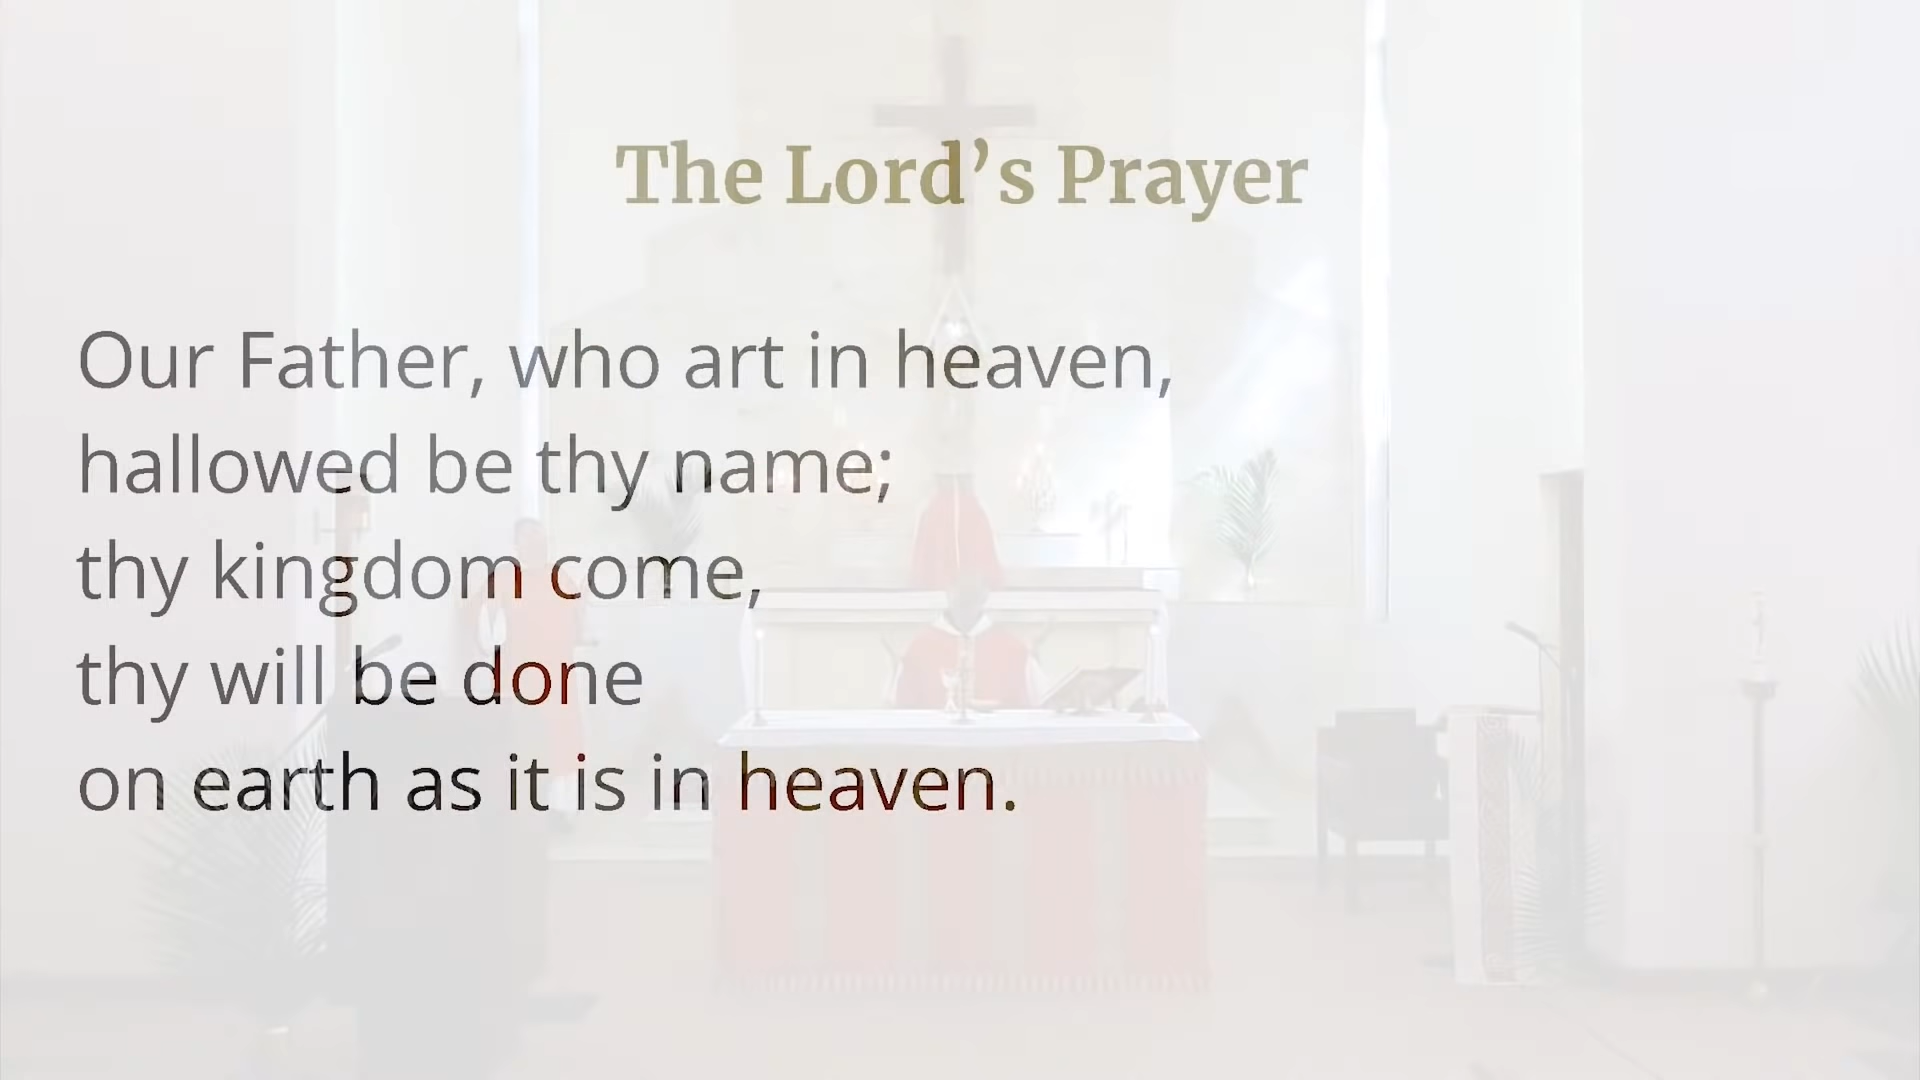 The Lord’s Prayer
Our Father, who art in heaven,
hallowed be thy name;
thy kingdom come,
thy will be done
on earth as it is in heaven.